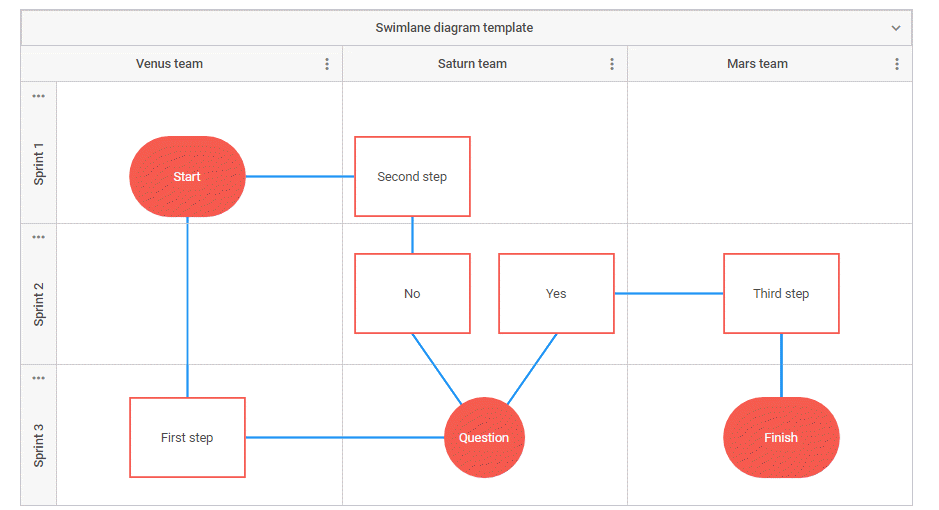 Swimlane diagram template
Venus team
Saturn team
Mars team
Sprint 1
Start
Second step
Sprint 2
No
Yes
Third step
Sprint 3
First step
Question
Finish